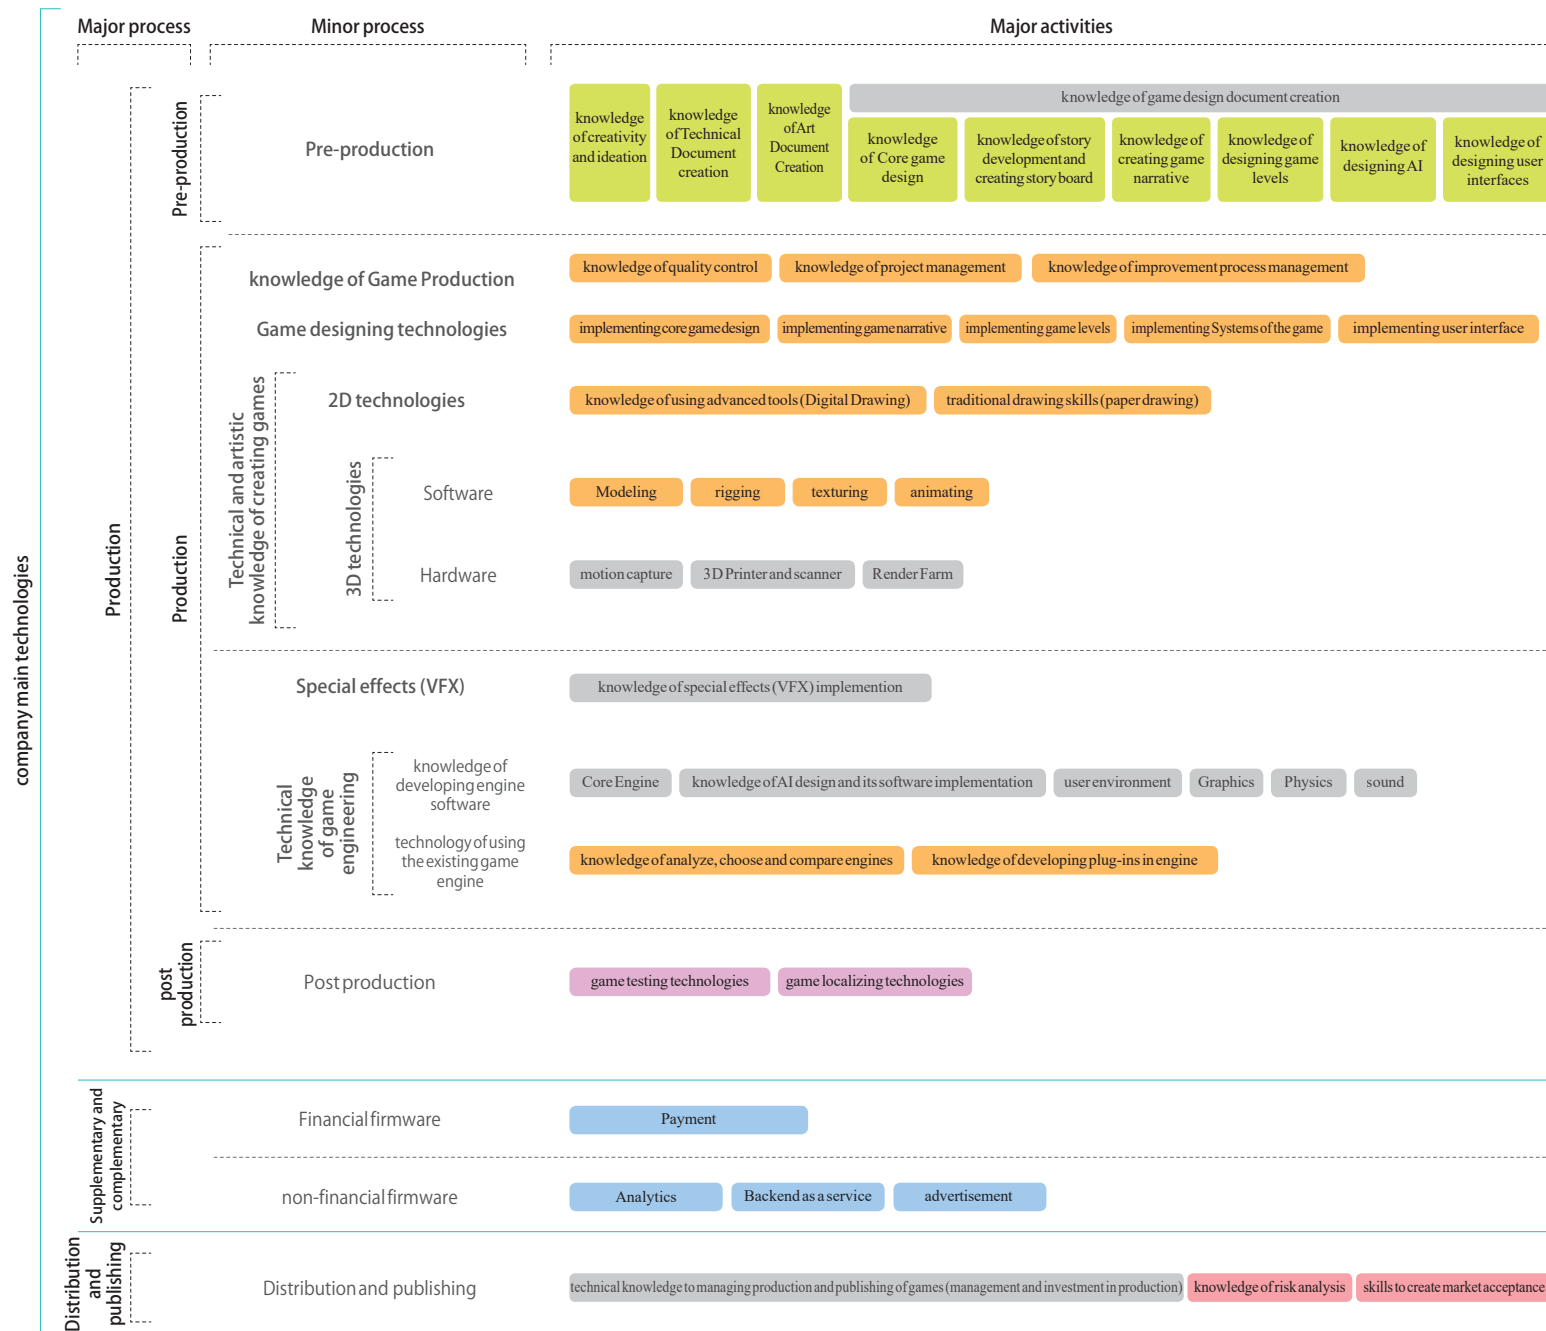 Major process
Minor process
Major activities
company main technologies
Production
Pre-production
Pre-production
knowledge
of creativity
and ideation
knowledge
of Technical
Document
creation
knowledge
of Art
Document
Creation
knowledge of game design document creation
knowledge
of Core game
design
knowledge of story
development and
creating story board
knowledge of
creating game
narrative
knowledge of
designing game
levels
knowledge of
designing AI
knowledge of
designing user
interfaces
Production
knowledge of Game Production
knowledge of quality control
knowledge of project management
knowledge of improvement process management
Game designing technologies
implementing core game design
implementing game narrative
implementing game levels
implementing Systems of the game
implementing user interface
Technical and artistic
knowledge of creating games
2D technologies
knowledge of using advanced tools (Digital Drawing)
traditional drawing skills (paper drawing)
3D technologies
Software
Modeling
rigging
texturing
animating
Hardware
motion capture
3D Printer and scanner
Render Farm
Special effects (VFX)
knowledge of special effects (VFX) implemention
Technical
knowledge
of game
engineering
knowledge of
developing engine
software
Core Engine
knowledge of AI design and its software implementation
user environment
Graphics
Physics
sound
technology of using
the existing game
engine
knowledge of analyze, choose and compare engines
knowledge of developing plug-ins in engine
post
production
Post production
game testing technologies
game localizing technologies
Supplementary and
complementary
Financial firmware
Payment
non-financial firmware
Analytics
Backend as a service
advertisement
Distribution
and
publishing
Distribution and publishing
technical knowledge to managing production and publishing of games (management and investment in production)
knowledge of risk analysis
skills to create market acceptance